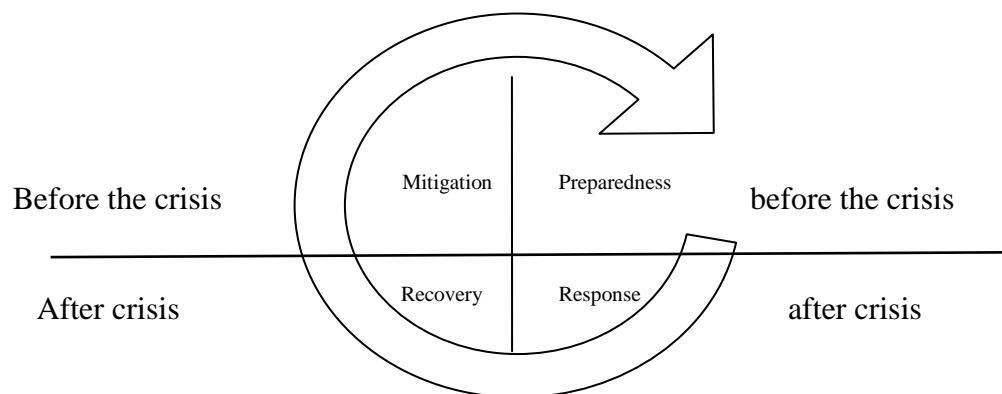 Mitigation Preparedness
Before the crisis before the crisis
Recovery Response
After crisis after crisis